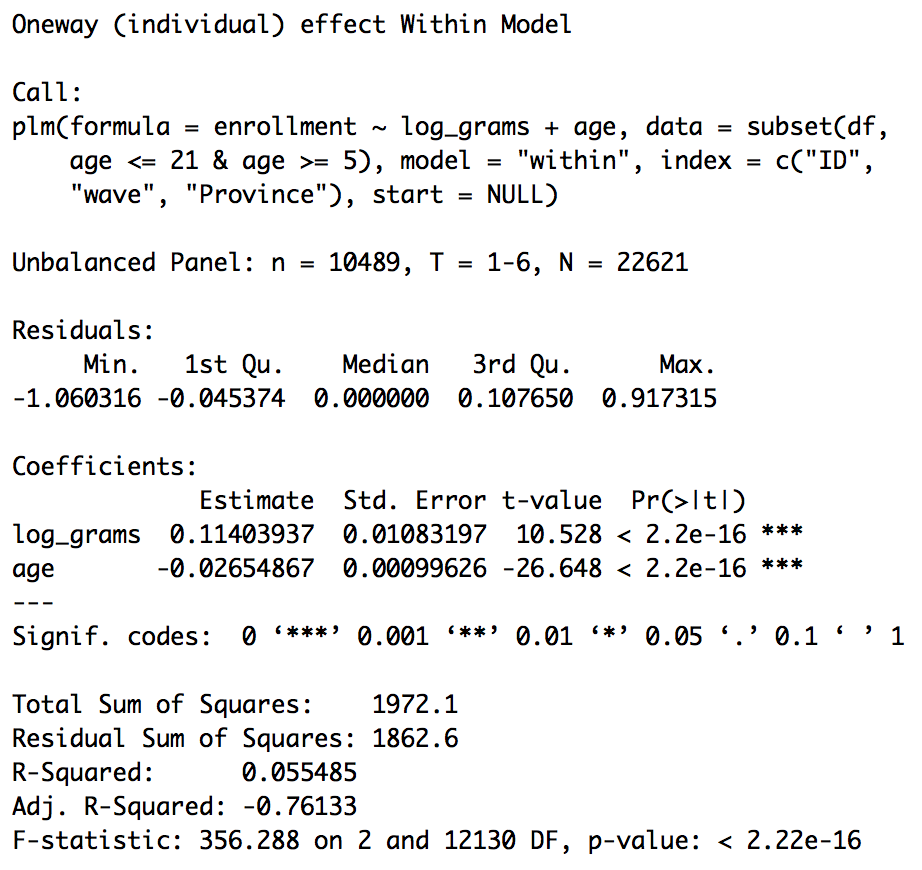 Oneway (individual) effect Within Model

Call:
plm(formula = enrollment ~ log_grams + age, data = subset(df,
    age <= 21 & age >= 5), model = "within", index = c("ID",
    "wave", "Province"), start = NULL)

Unbalanced Panel: n = 10489, T = 1-6, N = 22621

Residuals:
     Min.   1st Qu.    Median   3rd Qu.      Max.
-1.060316 -0.045374  0.000000  0.107650  0.917315

Coefficients:
            Estimate  Std. Error t-value  Pr(>|t|)
log_grams  0.11403937  0.01083197  10.528 < 2.2e-16 ***
age       -0.02654867  0.00099626 -26.648 < 2.2e-16 ***
---
Signif. codes:  0 ‘***’ 0.001 ‘**’ 0.01 ‘*’ 0.05 ‘.’ 0.1 ‘ ’ 1

Total Sum of Squares:    1972.1
Residual Sum of Squares: 1862.6
R-Squared:      0.055485
Adj. R-Squared: -0.76133
F-statistic: 356.288 on 2 and 12130 DF, p-value: < 2.22e-16